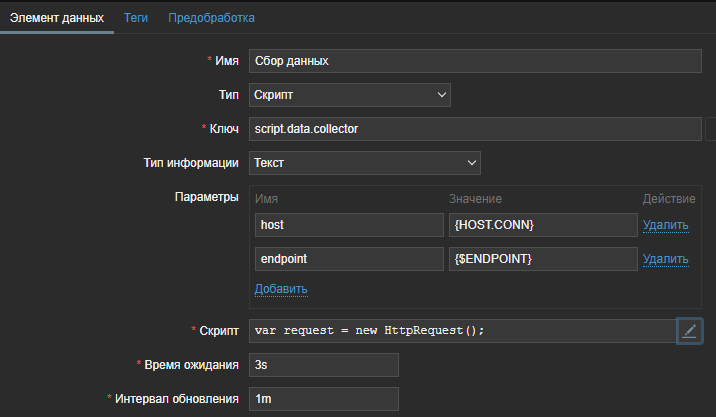 Элемент данных Теги Предобработка
* Имя Сбор данных
Тип Скрипт
* Ключ script.data.collector
Тип информации Текст
Параметры Имя Значение Действие
host {HOST.CONN} Удалить
endpoint {$ENDPOINT} Удалить
Добавить
* Скрипт var request = new HttpRequest();
* Время ожидания 3s
* Интервал обновления 1m